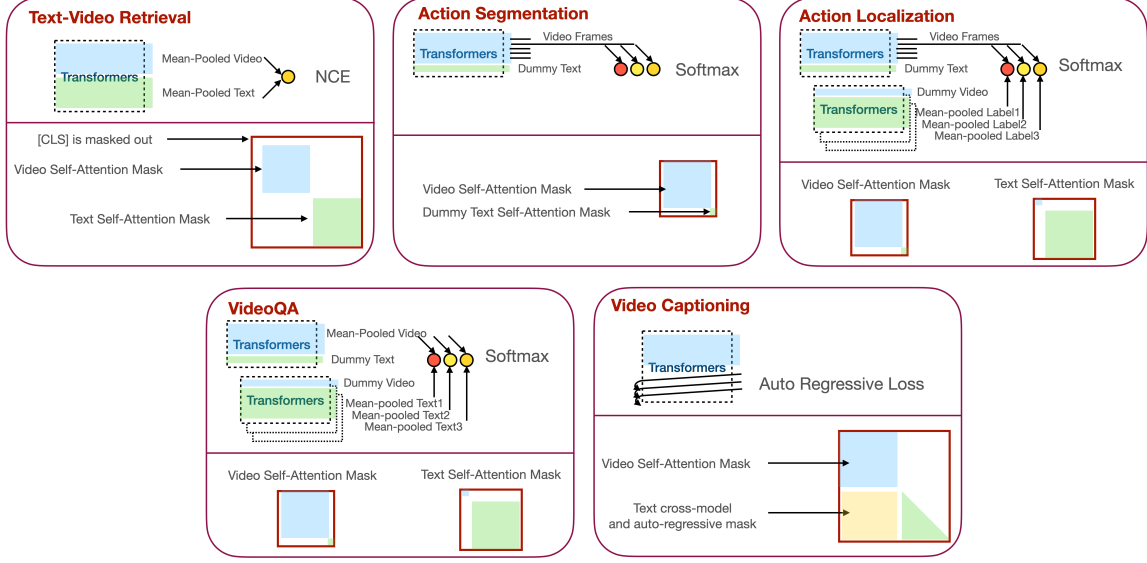 Text-Video Retrieval
Transformers
Mean-Pooled Video
Mean-Pooled Text
NCE
[CLS] is masked out
Video Self-Attention Mask
Text Self-Attention Mask
Action Segmentation
Transformers
Video Frames
Dummy Text
Softmax
Video Self-Attention Mask
Dummy Text Self-Attention Mask
Action Localization
Transformers
Video Frames
Dummy Text
Softmax
Dummy Video
Transformers
Mean-pooled Label1
Mean-pooled Label2
Mean-pooled Label3
Video Self-Attention Mask
Text Self-Attention Mask
VideoQA
Transformers
Mean-Pooled Video
Dummy Text
Softmax
Dummy Video
Transformers
Mean-pooled Text1
Mean-pooled Text2
Mean-pooled Text3
Video Self-Attention Mask
Text Self-Attention Mask
Video Captioning
Transformers
Auto Regressive Loss
Video Self-Attention Mask
Text cross-model
and auto-regressive mask